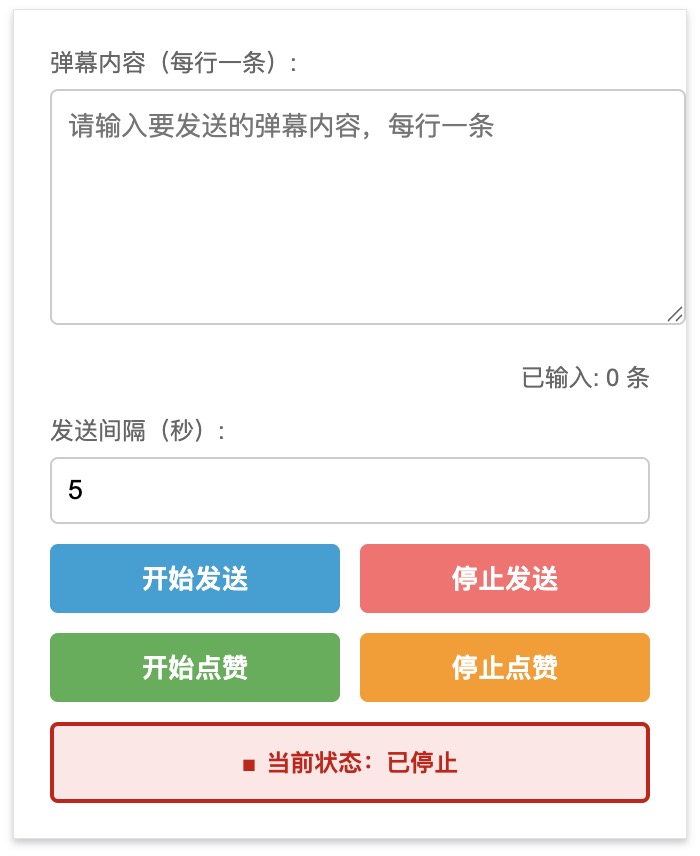 弹幕内容（每行一条）:
请输入要发送的弹幕内容，每行一条
已输入: 0 条
发送间隔（秒）:
5
开始发送 停止发送
开始点赞 停止点赞
■ 当前状态：已停止